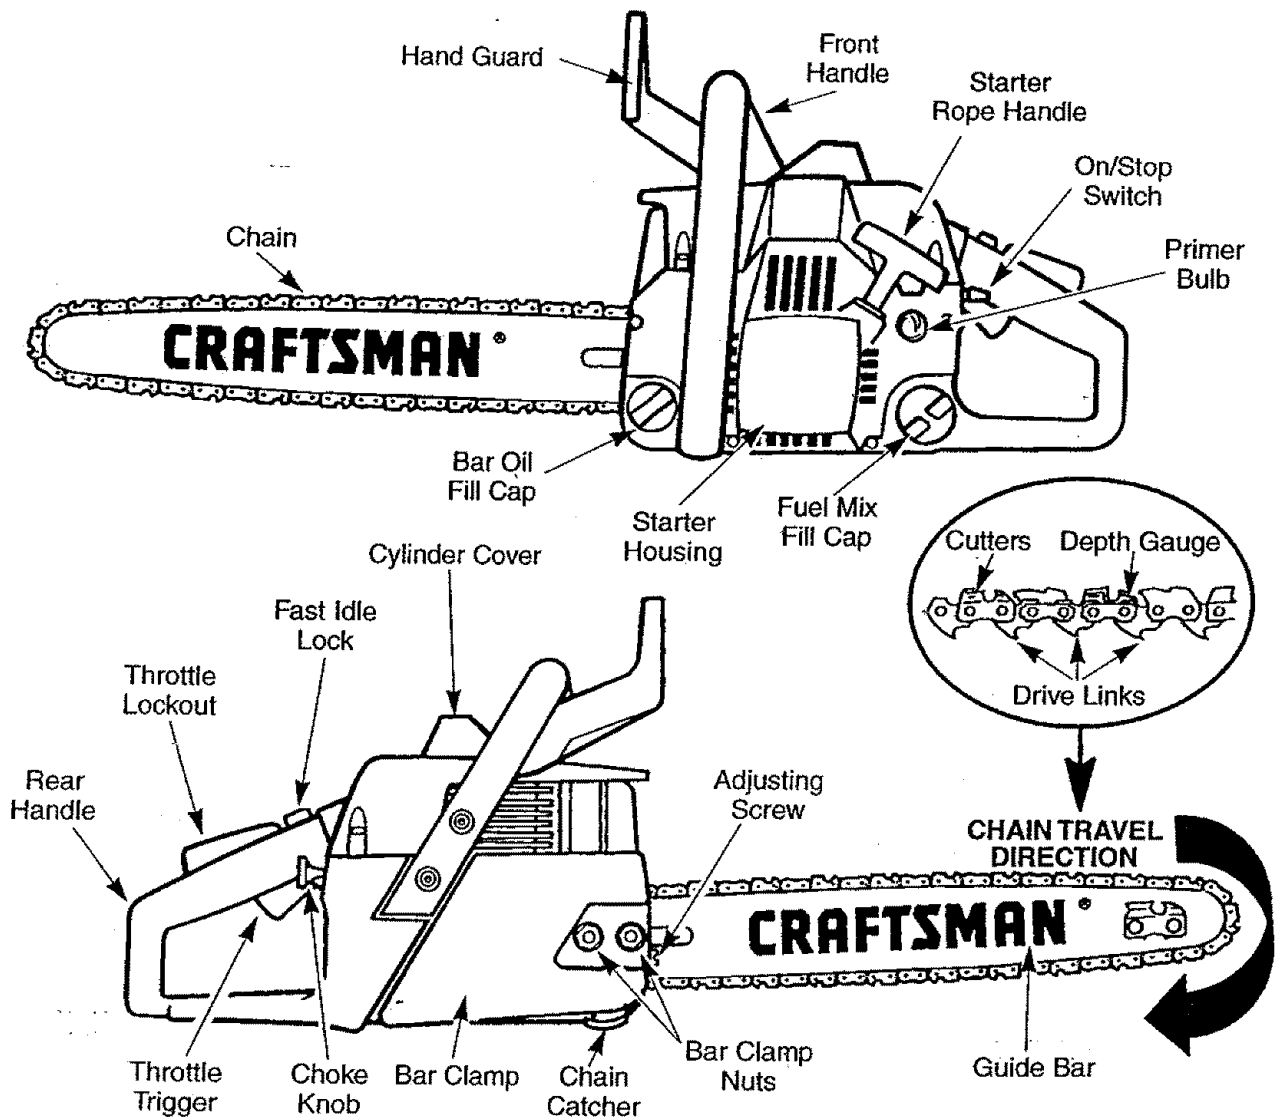 Hand Guard
Front
Handle
Starter
Rope Handle
On/Stop
Switch
Primer
Bulb
Chain
CRAFTSMAN®
Bar Oil
Fill Cap
Starter
Housing
Fuel Mix
Fill Cap
Cutters
Depth Gauge
Drive Links
Cylinder Cover
Fast Idle
Lock
Throttle
Lockout
Rear
Handle
Adjusting
Screw
CHAIN TRAVEL
DIRECTION
CRAFTSMAN®
Throttle
Trigger
Choke
Knob
Bar Clamp
Chain
Catcher
Bar Clamp
Nuts
Guide Bar